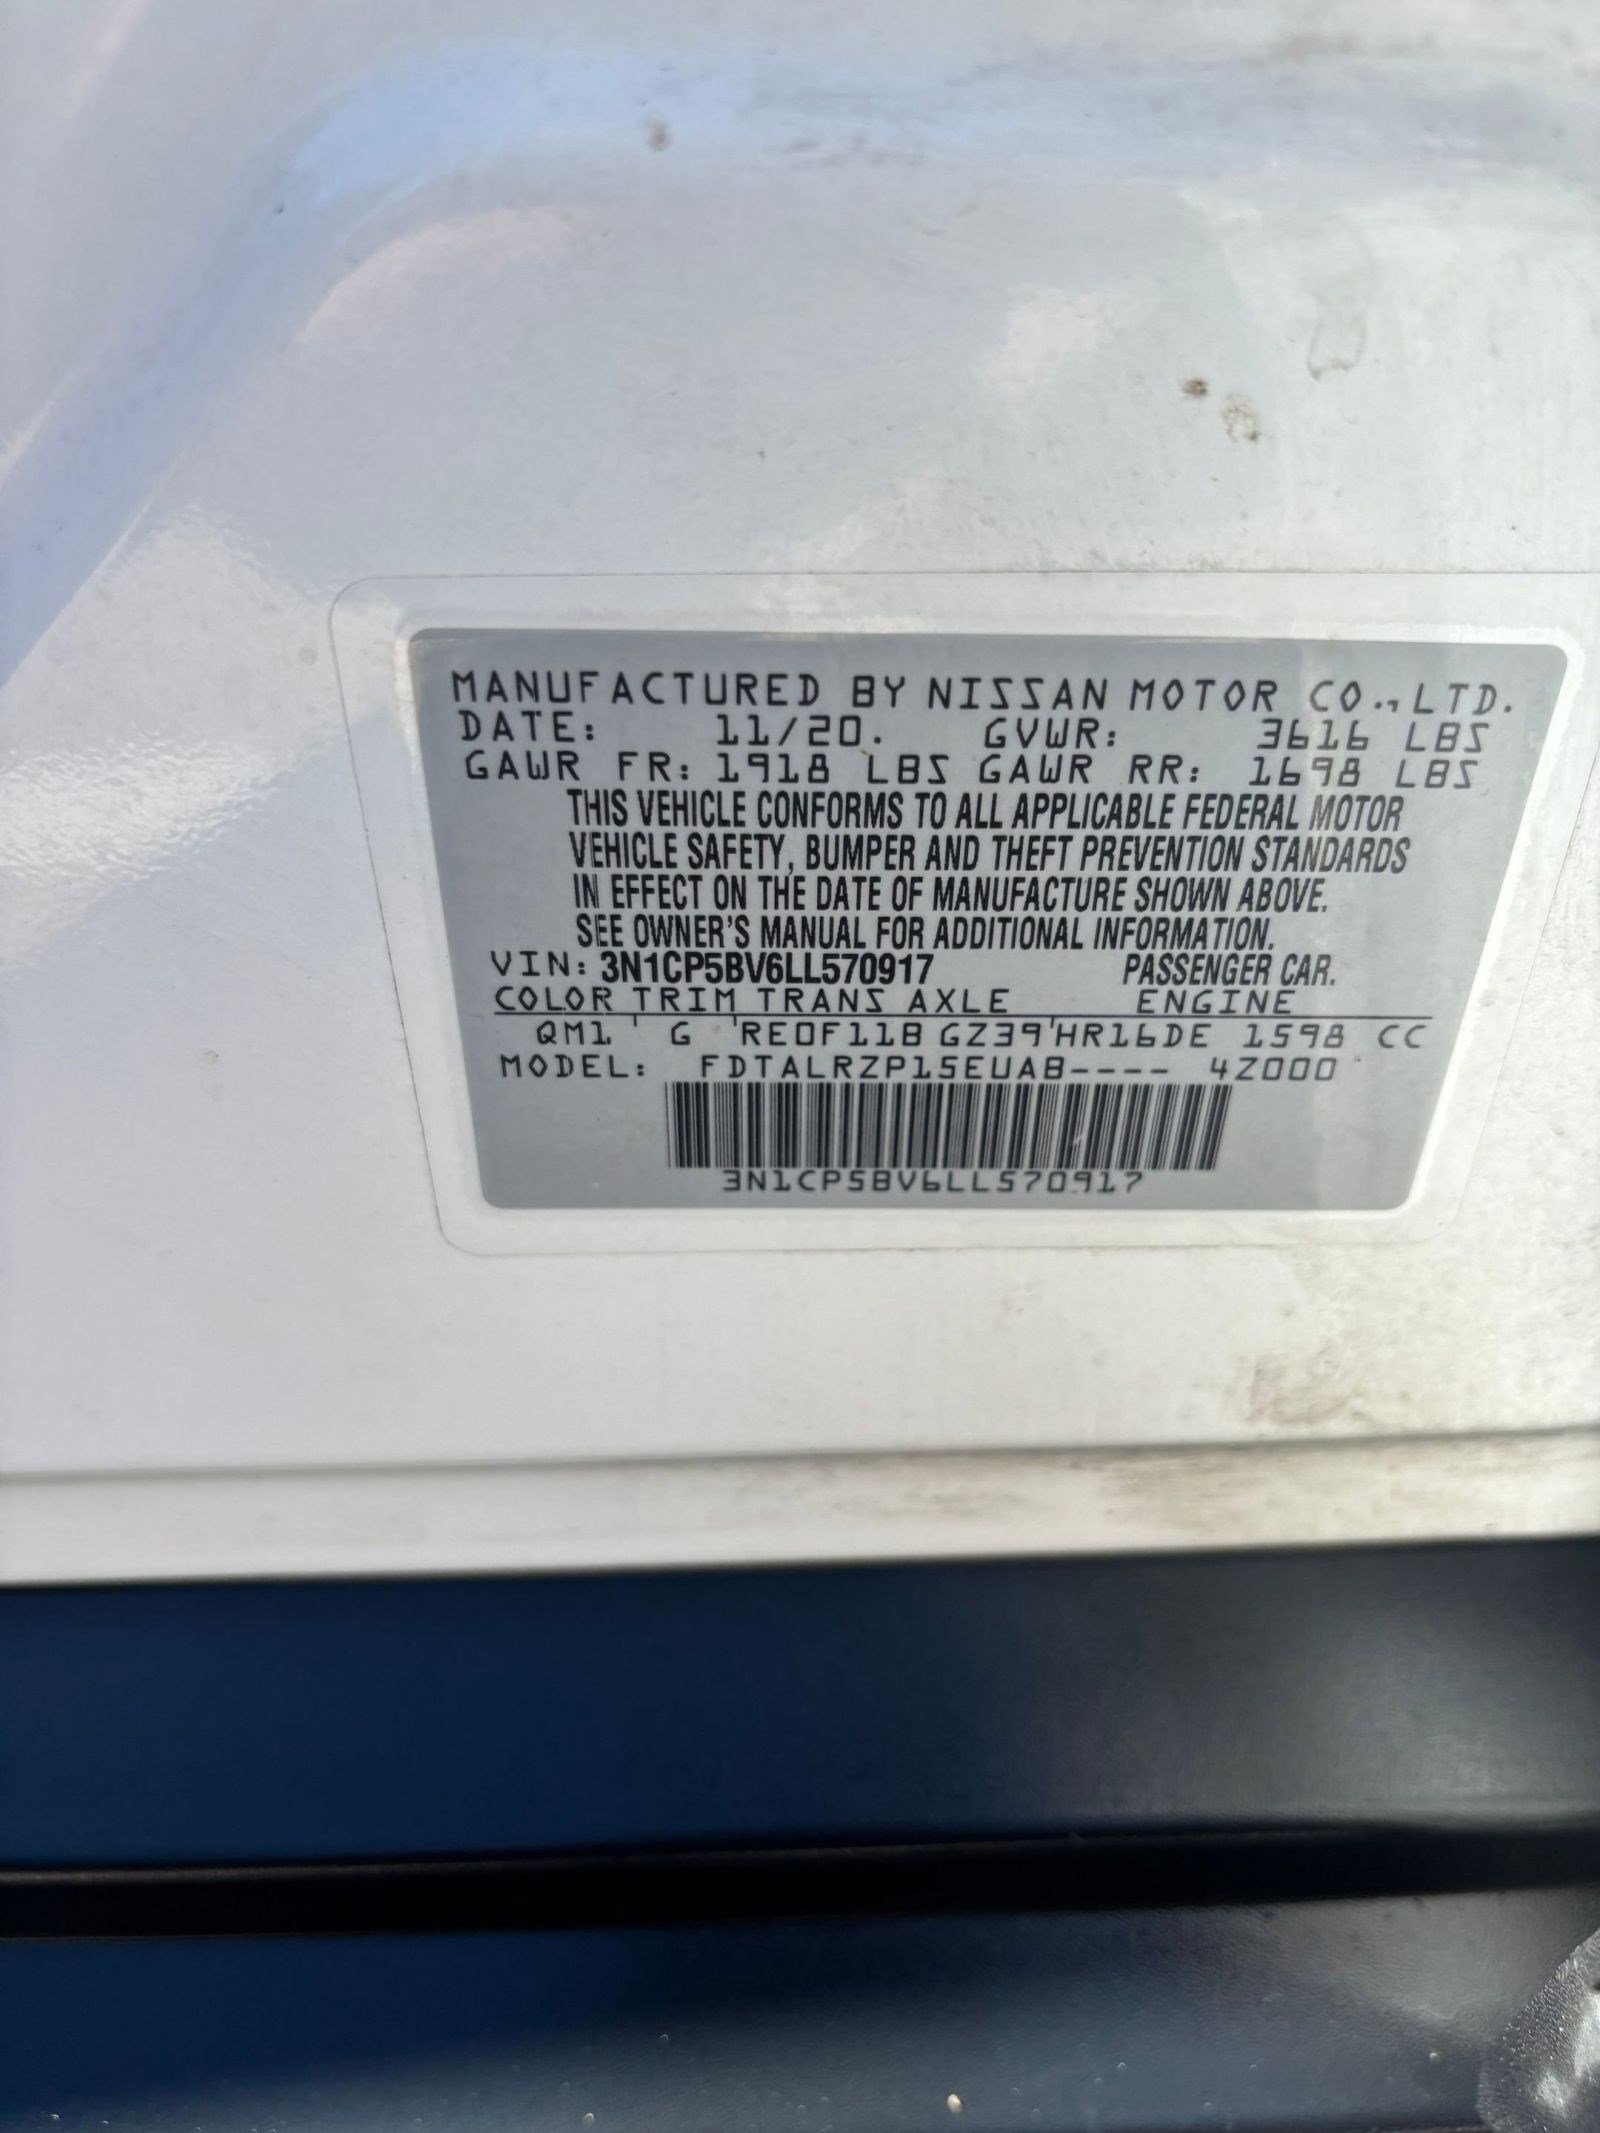 MANUFACTURED BY NISSAN MOTOR CO., LTD.
DATE: 11/20. GVWR: 3616 LBS
GAWR FR: 1918 LBS GAWR RR: 1698 LBS
THIS VEHICLE CONFORMS TO ALL APPLICABLE FEDERAL MOTOR
VEHICLE SAFETY, BUMPER AND THEFT PREVENTION STANDARDS
IN EFFECT ON THE DATE OF MANUFACTURE SHOWN ABOVE.
SEE OWNER'S MANUAL FOR ADDITIONAL INFORMATION.
VIN: 3N1CP5BV6LL570917 PASSENGER CAR.
COLOR TRIM TRANS AXLE ENGINE
QM1 G RE0F11B GZ39 HR16DE 1598 CC
MODEL: FDTALRZP15EUAB---- 4Z000
3N1CP5BV6LL570917